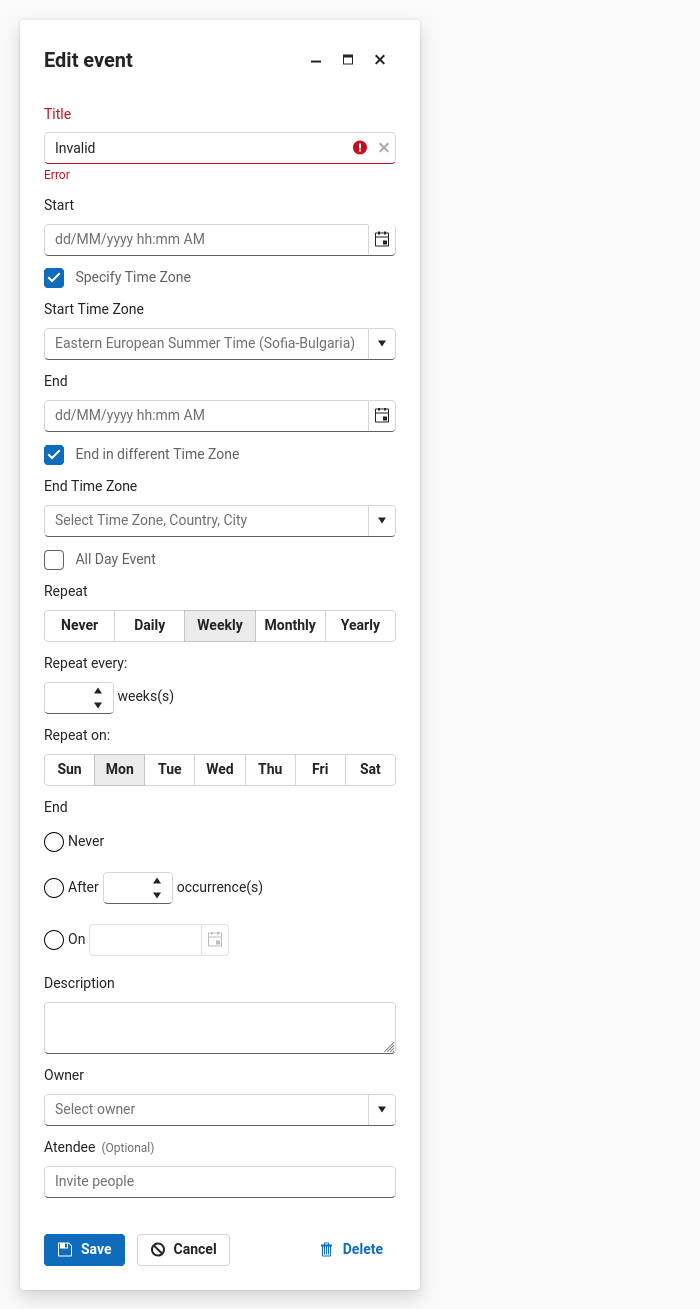 Edit event
Title
Invalid
Error
Start
dd/MM/yyyy hh:mm AM
Specify Time Zone
Start Time Zone
Eastern European Summer Time (Sofia-Bulgaria)
End
dd/MM/yyyy hh:mm AM
End in different Time Zone
End Time Zone
Select Time Zone, Country, City
All Day Event
Repeat
Never Daily Weekly Monthly Yearly
Repeat every:
weeks(s)
Repeat on:
Sun Mon Tue Wed Thu Fri Sat
End
Never
After occurrence(s)
On
Description
Owner
Select owner
Atendee (Optional)
Invite people
Save Cancel Delete